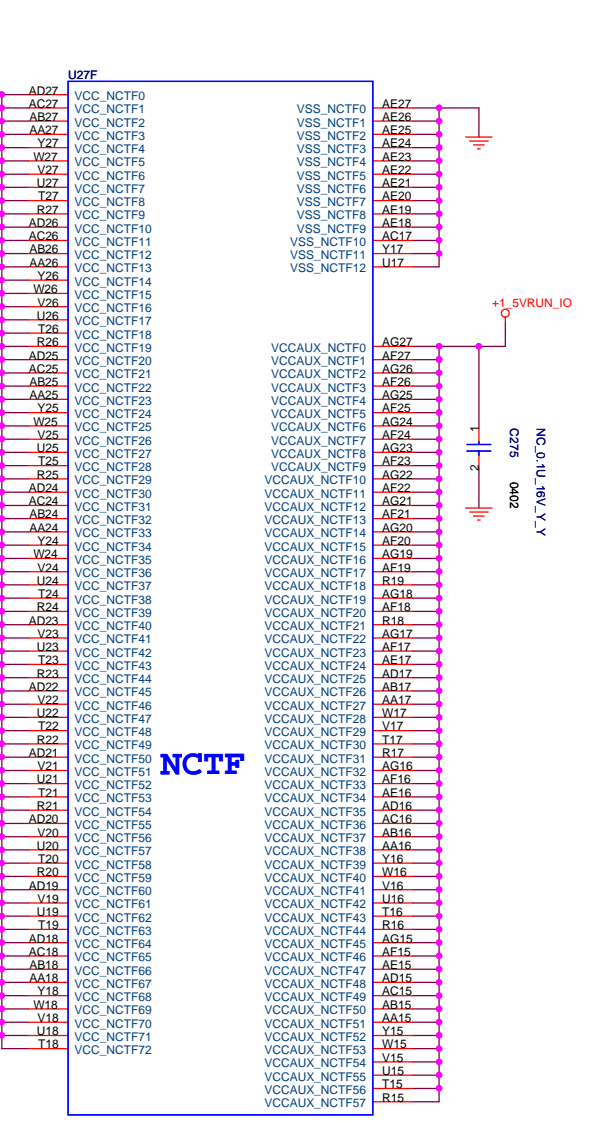 U27F
AD27 VCC_NCTF0
AC27 VCC_NCTF1
AB27 VCC_NCTF2
AA27 VCC_NCTF3
Y27 VCC_NCTF4
W27 VCC_NCTF5
V27 VCC_NCTF6
U27 VCC_NCTF7
T27 VCC_NCTF8
R27 VCC_NCTF9
AD26 VCC_NCTF10
AC26 VCC_NCTF11
AB26 VCC_NCTF12
AA26 VCC_NCTF13
Y26 VCC_NCTF14
W26 VCC_NCTF15
V26 VCC_NCTF16
U26 VCC_NCTF17
T26 VCC_NCTF18
R26 VCC_NCTF19
AD25 VCC_NCTF20
AC25 VCC_NCTF21
AB25 VCC_NCTF22
AA25 VCC_NCTF23
Y25 VCC_NCTF24
W25 VCC_NCTF25
V25 VCC_NCTF26
U25 VCC_NCTF27
T25 VCC_NCTF28
R25 VCC_NCTF29
AD24 VCC_NCTF30
AC24 VCC_NCTF31
AB24 VCC_NCTF32
AA24 VCC_NCTF33
Y24 VCC_NCTF34
W24 VCC_NCTF35
V24 VCC_NCTF36
U24 VCC_NCTF37
T24 VCC_NCTF38
R24 VCC_NCTF39
AD23 VCC_NCTF40
V23 VCC_NCTF41
U23 VCC_NCTF42
T23 VCC_NCTF43
R23 VCC_NCTF44
AD22 VCC_NCTF45
V22 VCC_NCTF46
U22 VCC_NCTF47
T22 VCC_NCTF48
R22 VCC_NCTF49
AD21 VCC_NCTF50
V21 VCC_NCTF51
U21 VCC_NCTF52
T21 VCC_NCTF53
R21 VCC_NCTF54
AD20 VCC_NCTF55
V20 VCC_NCTF56
U20 VCC_NCTF57
T20 VCC_NCTF58
R20 VCC_NCTF59
AD19 VCC_NCTF60
V19 VCC_NCTF61
U19 VCC_NCTF62
T19 VCC_NCTF63
AD18 VCC_NCTF64
AC18 VCC_NCTF65
AB18 VCC_NCTF66
AA18 VCC_NCTF67
Y18 VCC_NCTF68
W18 VCC_NCTF69
V18 VCC_NCTF70
U18 VCC_NCTF71
T18 VCC_NCTF72
NCTF
VSS_NCTF0 AE27
VSS_NCTF1 AE26
VSS_NCTF2 AE25
VSS_NCTF3 AE24
VSS_NCTF4 AE23
VSS_NCTF5 AE22
VSS_NCTF6 AE21
VSS_NCTF7 AE20
VSS_NCTF8 AE19
VSS_NCTF9 AE18
VSS_NCTF10 AC17
VSS_NCTF11 Y17
VSS_NCTF12 U17
VCCAUX_NCTF0 AG27
VCCAUX_NCTF1 AF27
VCCAUX_NCTF2 AG26
VCCAUX_NCTF3 AF26
VCCAUX_NCTF4 AG25
VCCAUX_NCTF5 AF25
VCCAUX_NCTF6 AG24
VCCAUX_NCTF7 AF24
VCCAUX_NCTF8 AG23
VCCAUX_NCTF9 AF23
VCCAUX_NCTF10 AG22
VCCAUX_NCTF11 AF22
VCCAUX_NCTF12 AG21
VCCAUX_NCTF13 AF21
VCCAUX_NCTF14 AG20
VCCAUX_NCTF15 AF20
VCCAUX_NCTF16 AG19
VCCAUX_NCTF17 AF19
VCCAUX_NCTF18 R19
VCCAUX_NCTF19 AG18
VCCAUX_NCTF20 AF18
VCCAUX_NCTF21 R18
VCCAUX_NCTF22 AG17
VCCAUX_NCTF23 AF17
VCCAUX_NCTF24 AE17
VCCAUX_NCTF25 AD17
VCCAUX_NCTF26 AB17
VCCAUX_NCTF27 AA17
VCCAUX_NCTF28 W17
VCCAUX_NCTF29 V17
VCCAUX_NCTF30 T17
VCCAUX_NCTF31 R17
VCCAUX_NCTF32 AG16
VCCAUX_NCTF33 AF16
VCCAUX_NCTF34 AE16
VCCAUX_NCTF35 AD16
VCCAUX_NCTF36 AC16
VCCAUX_NCTF37 AB16
VCCAUX_NCTF38 AA16
VCCAUX_NCTF39 Y16
VCCAUX_NCTF40 W16
VCCAUX_NCTF41 V16
VCCAUX_NCTF42 U16
VCCAUX_NCTF43 T16
VCCAUX_NCTF44 R16
VCCAUX_NCTF45 AG15
VCCAUX_NCTF46 AF15
VCCAUX_NCTF47 AE15
VCCAUX_NCTF48 AD15
VCCAUX_NCTF49 AC15
VCCAUX_NCTF50 AB15
VCCAUX_NCTF51 AA15
VCCAUX_NCTF52 Y15
VCCAUX_NCTF53 W15
VCCAUX_NCTF54 V15
VCCAUX_NCTF55 U15
VCCAUX_NCTF56 T15
VCCAUX_NCTF57 R15
+1_5VRUN_IO
1 2
C275 0402
NC_0.1U_16V_Y_Y